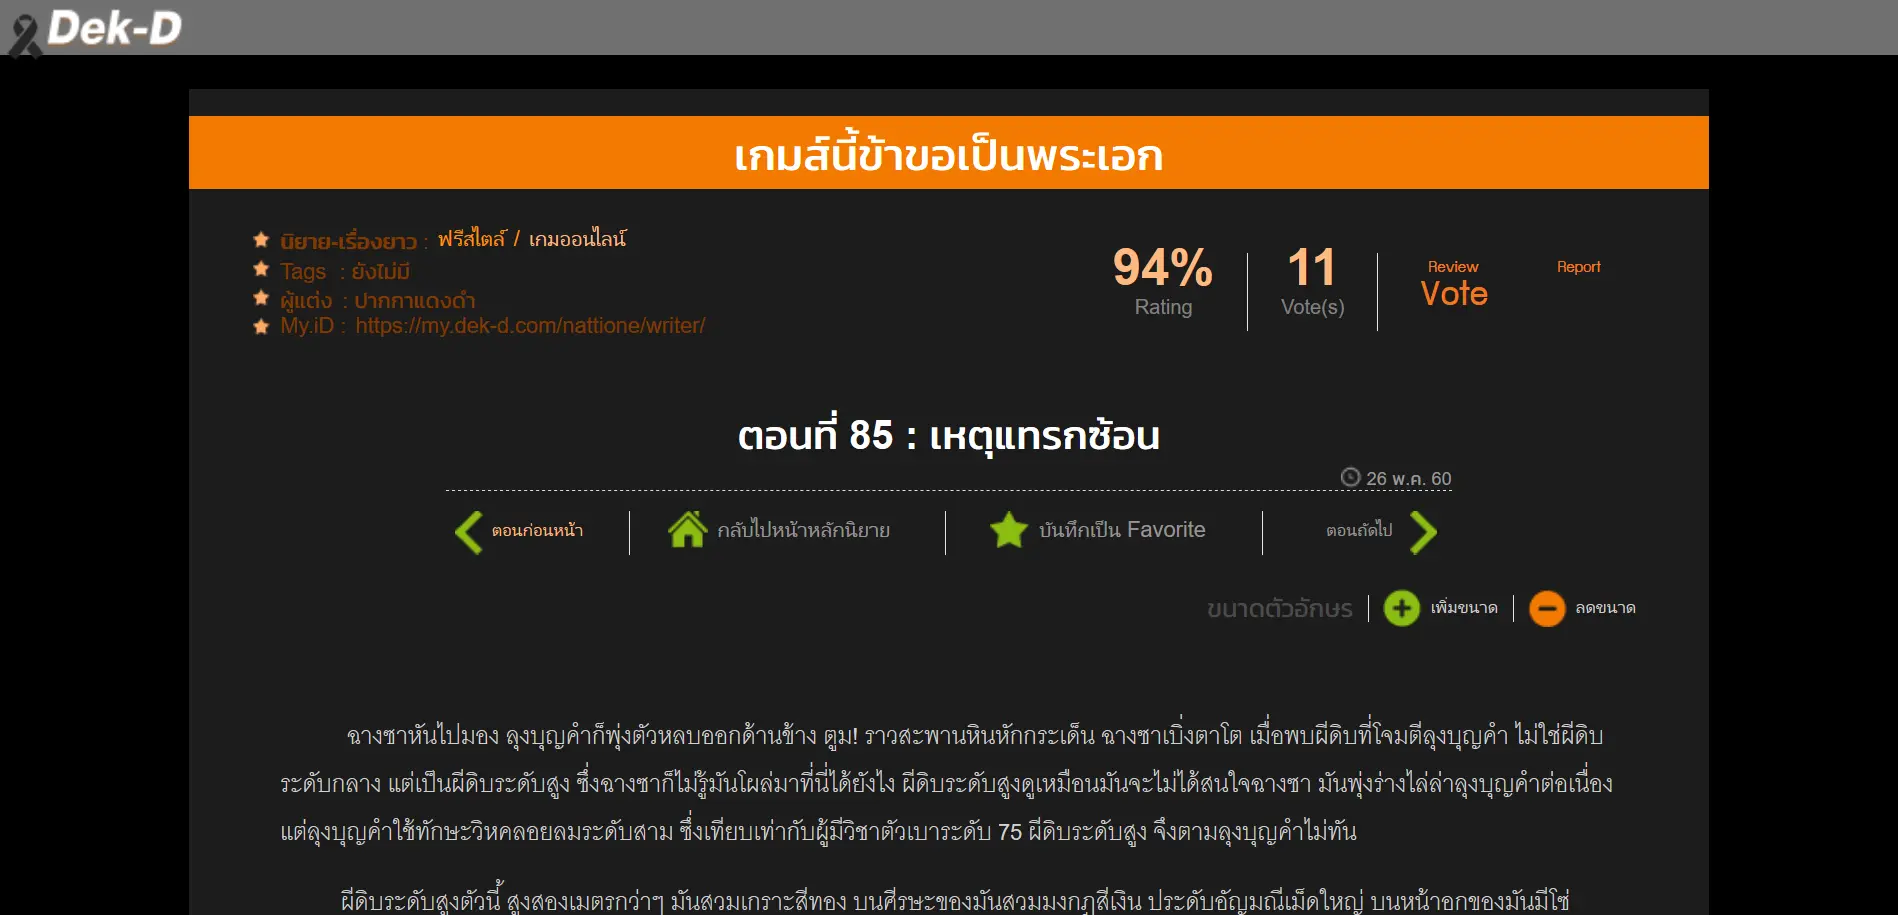 Dek-D
เกมส์นี้ข้าขอเป็นพระเอก
นิยาย-เรื่องยาว : ฟรีสไตล์ / เกมออนไลน์
Tags : ยังไม่มี
ผู้แต่ง : ปากกาแดงดำ
My.iD : https://my.dek-d.com/nattione/writer/
94%
Rating
11
Vote(s)
Review
Vote
Report
ตอนที่ 85 : เหตุแทรกซ้อน
26 พ.ค. 60
ตอนก่อนหน้า
กลับไปหน้าหลักนิยาย
บันทึกเป็น Favorite
ตอนถัดไป
ขนาดตัวอักษร
เพิ่มขนาด
ลดขนาด
ฉางซาหันไปมอง ลุงบุญคำก็พุ่งตัวหลบออกด้านข้าง ตูม! ราวสะพานหินหักกระเด็น ฉางซาเบิ่งตาโต เมื่อพบผีดิบที่โจมตีลุงบุญคำ ไม่ใช่ผีดิบ
ระดับกลาง แต่เป็นผีดิบระดับสูง ซึ่งฉางซาก็ไม่รู้มันโผล่มาที่นี่ได้ยังไง ผีดิบระดับสูงดูเหมือนมันจะไม่ได้สนใจฉางซา มันพุ่งร่างไล่ล่าลุงบุญคำต่อเนื่อง
แต่ลุงบุญคำใช้ทักษะวิหคลอยลมระดับสาม ซึ่งเทียบเท่ากับผู้มีวิชาตัวเบาระดับ 75 ผีดิบระดับสูง จึงตามลุงบุญคำไม่ทัน
ผีดิบระดับสูงตัวนี้ สูงสองเมตรกว่าๆ มันสวมเกราะสีทอง บนศีรษะของมันสวมมงกุฎสีเงิน ประดับอัญมณีเม็ดใหญ่ บนหน้าอกของมันมีโซ่